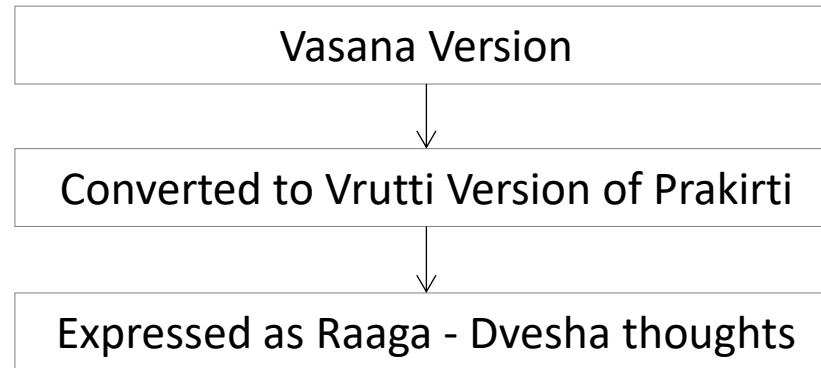 Vasana Version
Converted to Vrutti Version of Prakirti
Expressed as Raaga - Dvesha thoughts